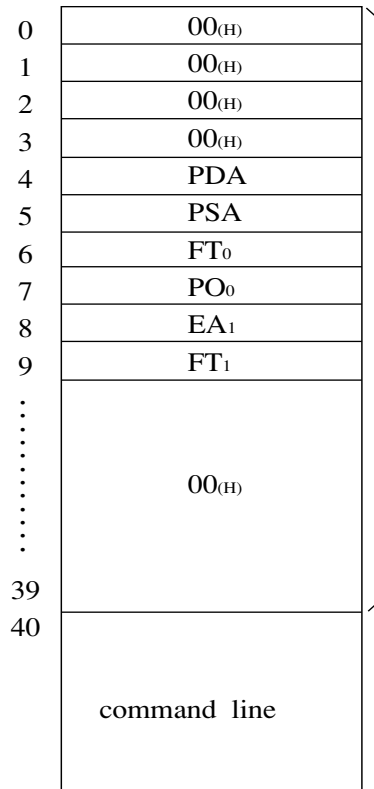 0 00(H)
1 00(H)
2 00(H)
3 00(H)
4 PDA
5 PSA
6 FT0
7 PO0
8 EA1
9 FT1
00(H)
39
40
command line